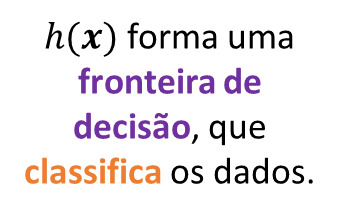 h(x) forma uma
fronteira de
decisão, que
classifica os dados.